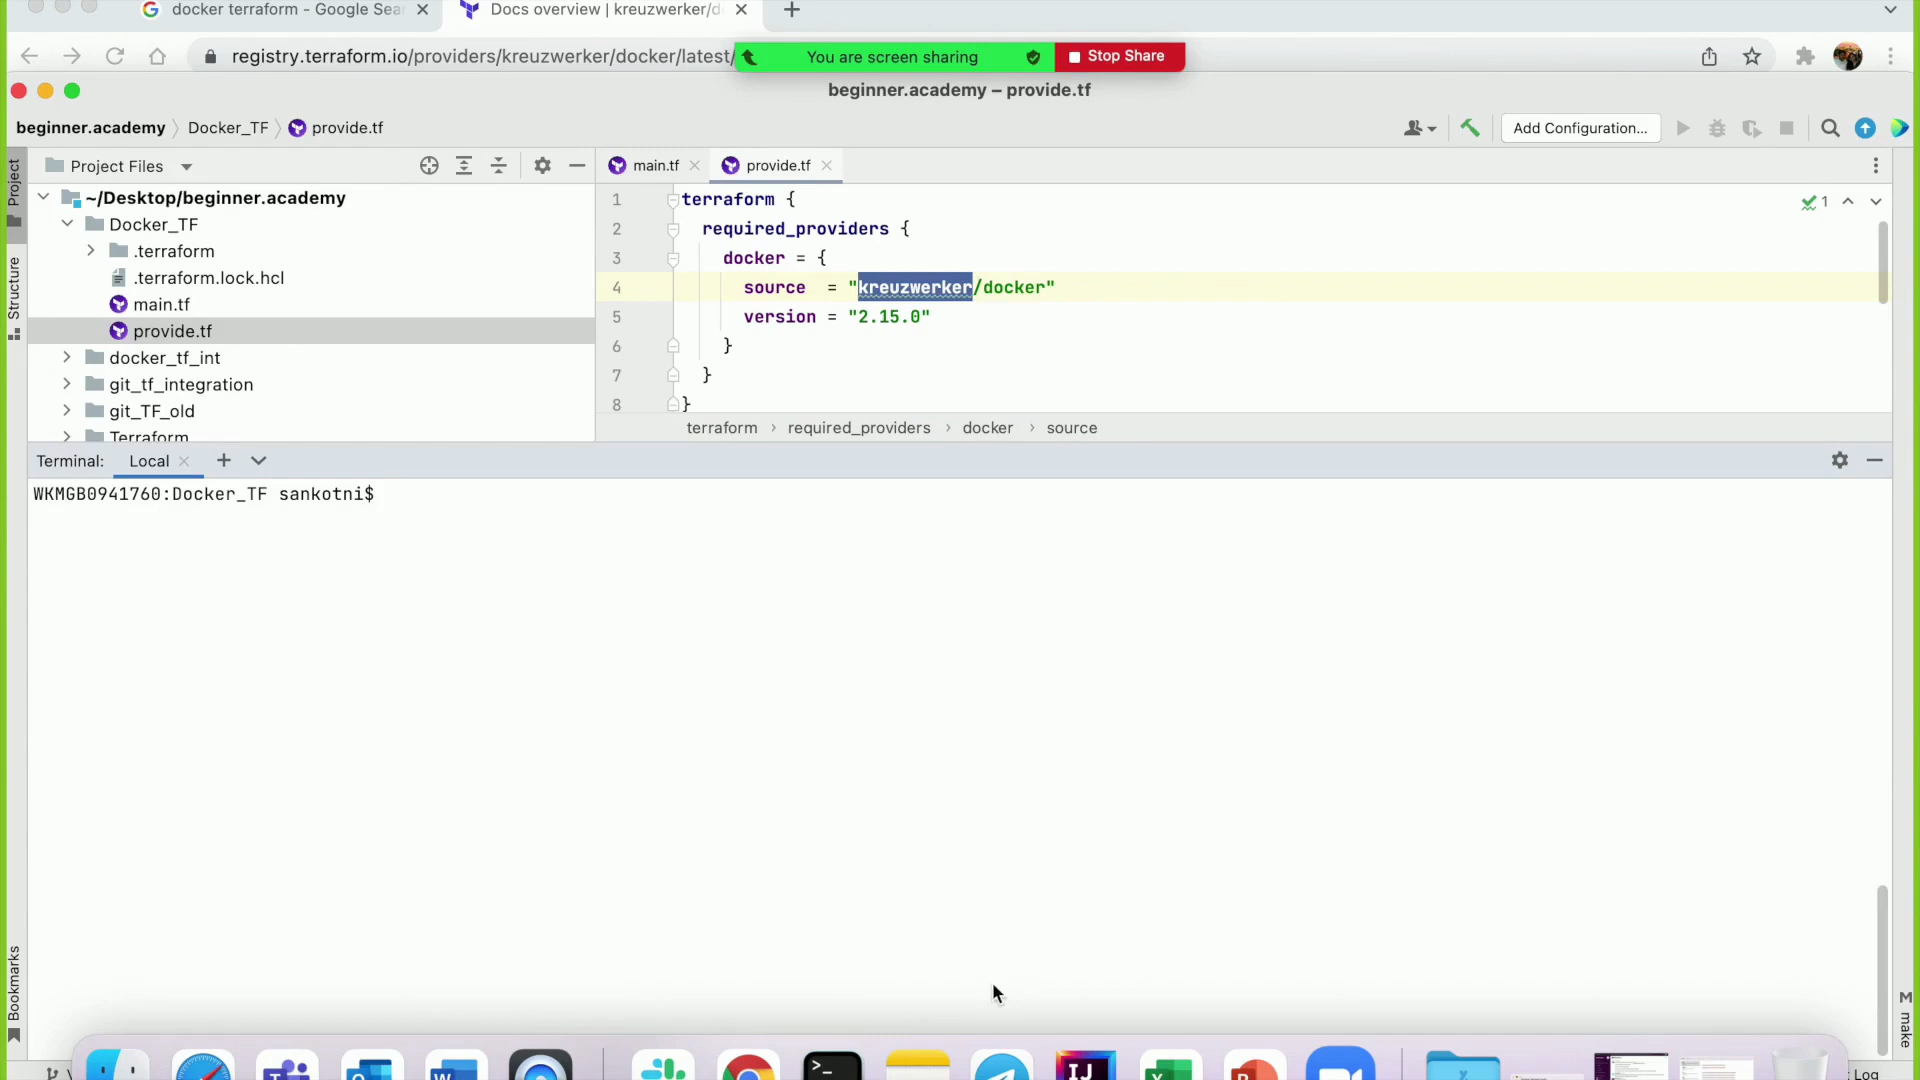 docker terraform - Google Sea
Docs overview | kreuzwerker/d
registry.terraform.io/providers/kreuzwerker/docker/latest/
You are screen sharing
Stop Share
beginner.academy – provide.tf
beginner.academy
Docker_TF
provide.tf
Add Configuration...
Project
Project Files
main.tf
provide.tf
~/Desktop/beginner.academy
Docker_TF
.terraform
.terraform.lock.hcl
main.tf
provide.tf
docker_tf_int
git_tf_integration
git_TF_old
Terraform
Structure
1 terraform {
2 required_providers {
3 docker = {
4 source  = "kreuzwerker/docker"
5 version = "2.15.0"
6 }
7 }
8 }
1
terraform › required_providers › docker › source
Terminal:
Local
WKMGB0941760:Docker_TF sankotni$
Bookmarks
M
make
Log